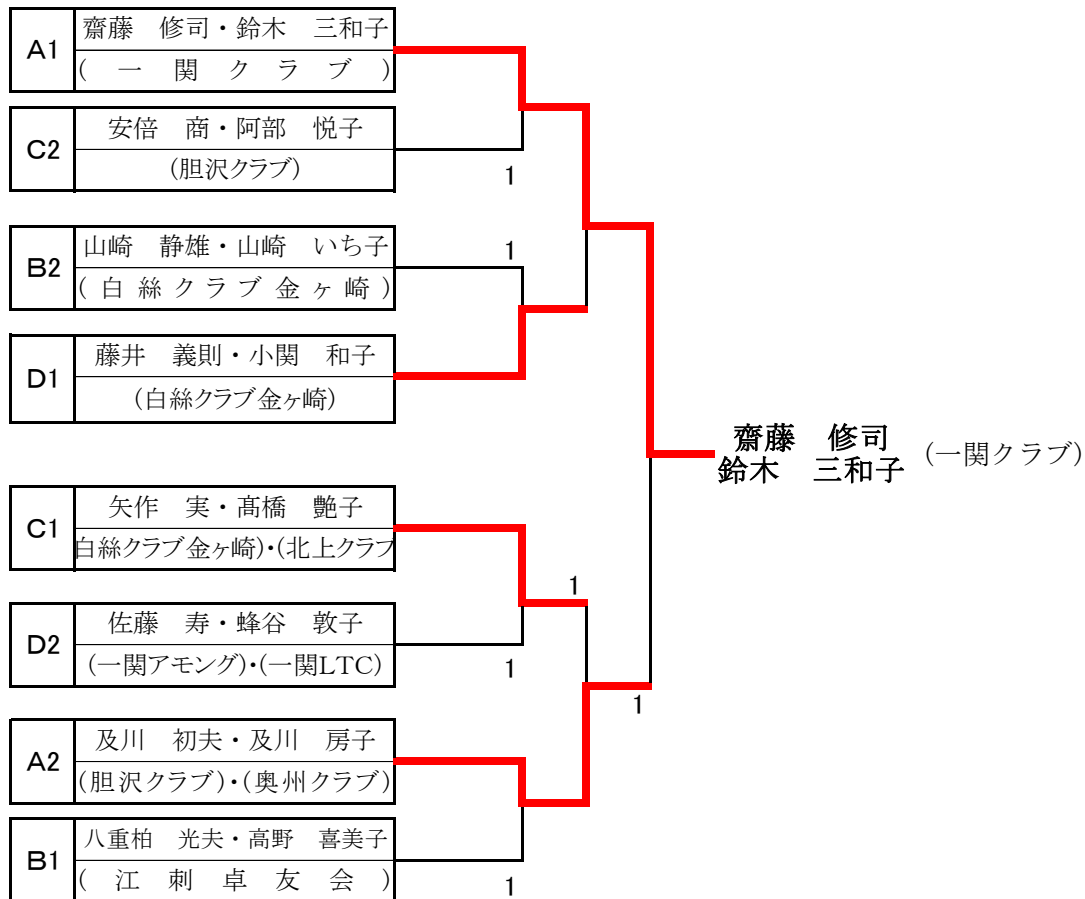 A1
齋藤　修司・鈴木　三和子
(　一　関　ク　ラ　ブ　)
C2
安倍　商・阿部　悦子
(胆沢クラブ)
1
B2
山崎　静雄・山崎　いち子
( 白 絲 ク ラ ブ 金 ヶ 崎 )
1
D1
藤井　義則・小関　和子
(白絲クラブ金ヶ崎)
齋藤　修司
鈴木　三和子
(一関クラブ)
C1
矢作　実・髙橋　艶子
白絲クラブ金ヶ崎)・(北上クラブ
1
D2
佐藤　寿・蜂谷　敦子
(一関アモング)・(一関LTC)
1
1
A2
及川　初夫・及川　房子
(胆沢クラブ)・(奥州クラブ)
B1
八重柏　光夫・高野　喜美子
(　江　刺　卓　友　会　)
1